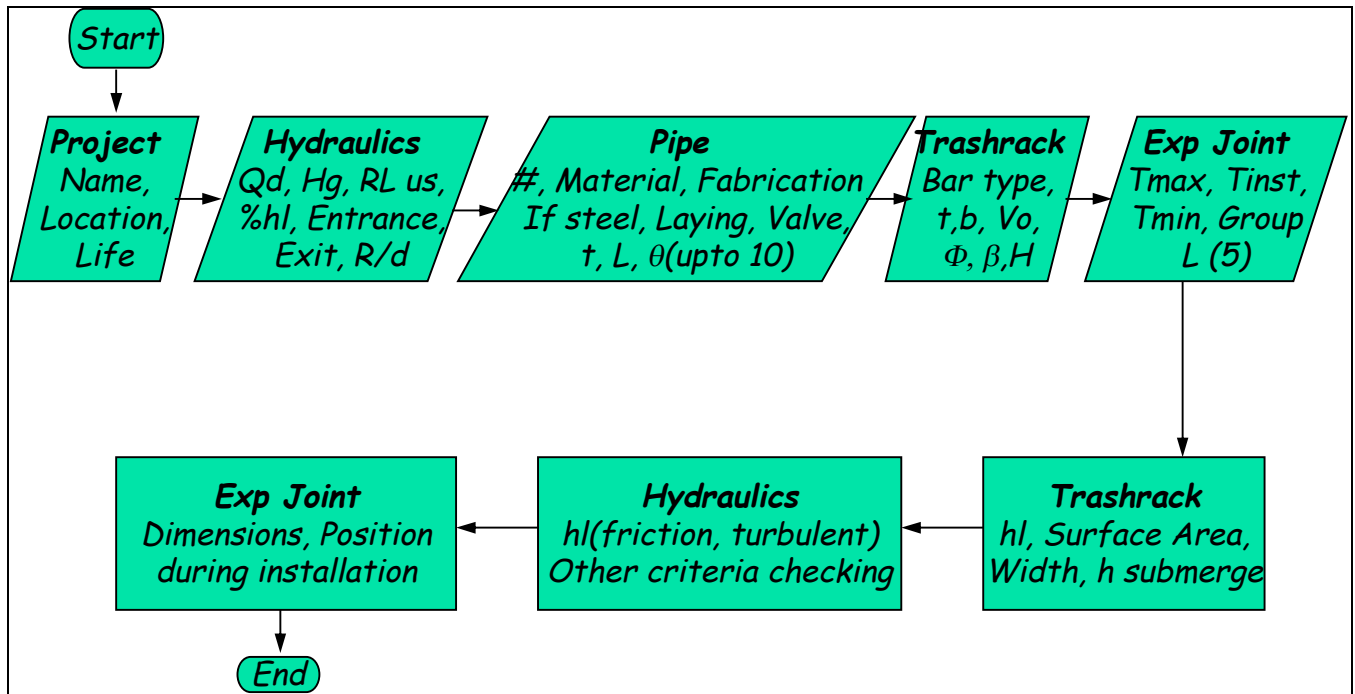 Start
Project
Name,
Location,
Life
Hydraulics
Qd, Hg, RL us,
%hl, Entrance,
Exit, R/d
Pipe
#, Material, Fabrication
If steel, Laying, Valve,
t, L, θ(upto 10)
Trashrack
Bar type,
t,b, Vo,
Φ, β,H
Exp Joint
Tmax, Tinst,
Tmin, Group
L (5)
Trashrack
hl, Surface Area,
Width, h submerge
Hydraulics
hl(friction, turbulent)
Other criteria checking
Exp Joint
Dimensions, Position
during installation
End